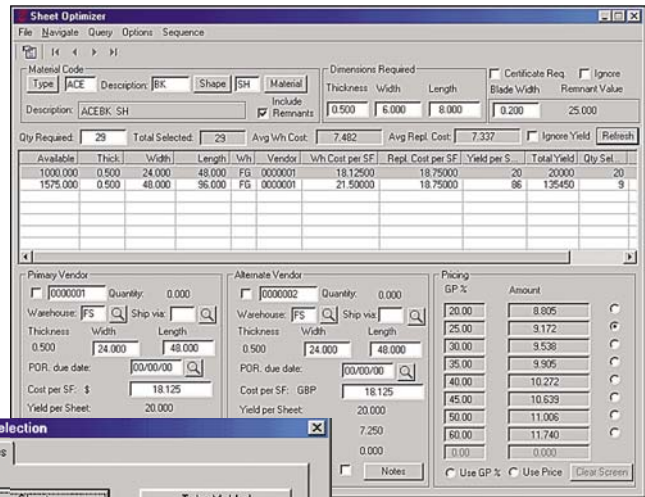 Sheet Optimizer
File Navigate Query Options Sequence
Material Code
Type ACE Description: BK Shape SH Material
Description: ACEBK SH
Include Remnants
Dimensions Required
Thickness Width Length
0.500 6.000 8.000
Certificate Req. Ignore
Blade Width Remnant Value
0.200 25.000
Qty Required: 29 Total Selected: 29 Avg Wh Cost: 7.482 Avg Repl. Cost: 7.337 Ignore Yield Refresh
Available Thick. Width Length Wh Vendor Wh Cost per SF Repl. Cost per SF Yield per S... Total Yield Qty Sel...
1000.000 0.500 24.000 48.000 FG 0000001 18.12500 18.75000 20 20000 20
1575.000 0.500 48.000 96.000 FG 0000001 21.50000 18.75000 86 135450 9
Primary Vendor
0000001 Quantity: 0.000
Warehouse: FS Ship via:
Thickness Width Length
0.500 24.000 48.000
POR. due date: 00/00/00
Cost per SF: $ 18.125
Yield per Sheet: 20.000
Alternate Vendor
0000002 Quantity: 0.000
Warehouse: FS Ship via:
Thickness Width Length
0.500 24.000 48.000
POR. due date: 00/00/00
Cost per SF: GBP 18.125
Yield per Sheet: 20.000
7.250
0.000
Notes
Pricing
GP % Amount
20.00 8.805
25.00 9.172
30.00 9.538
35.00 9.905
40.00 10.272
45.00 10.639
50.00 11.006
60.00 11.740
0.00 0.000
Use GP % Use Price Clear Screen
election